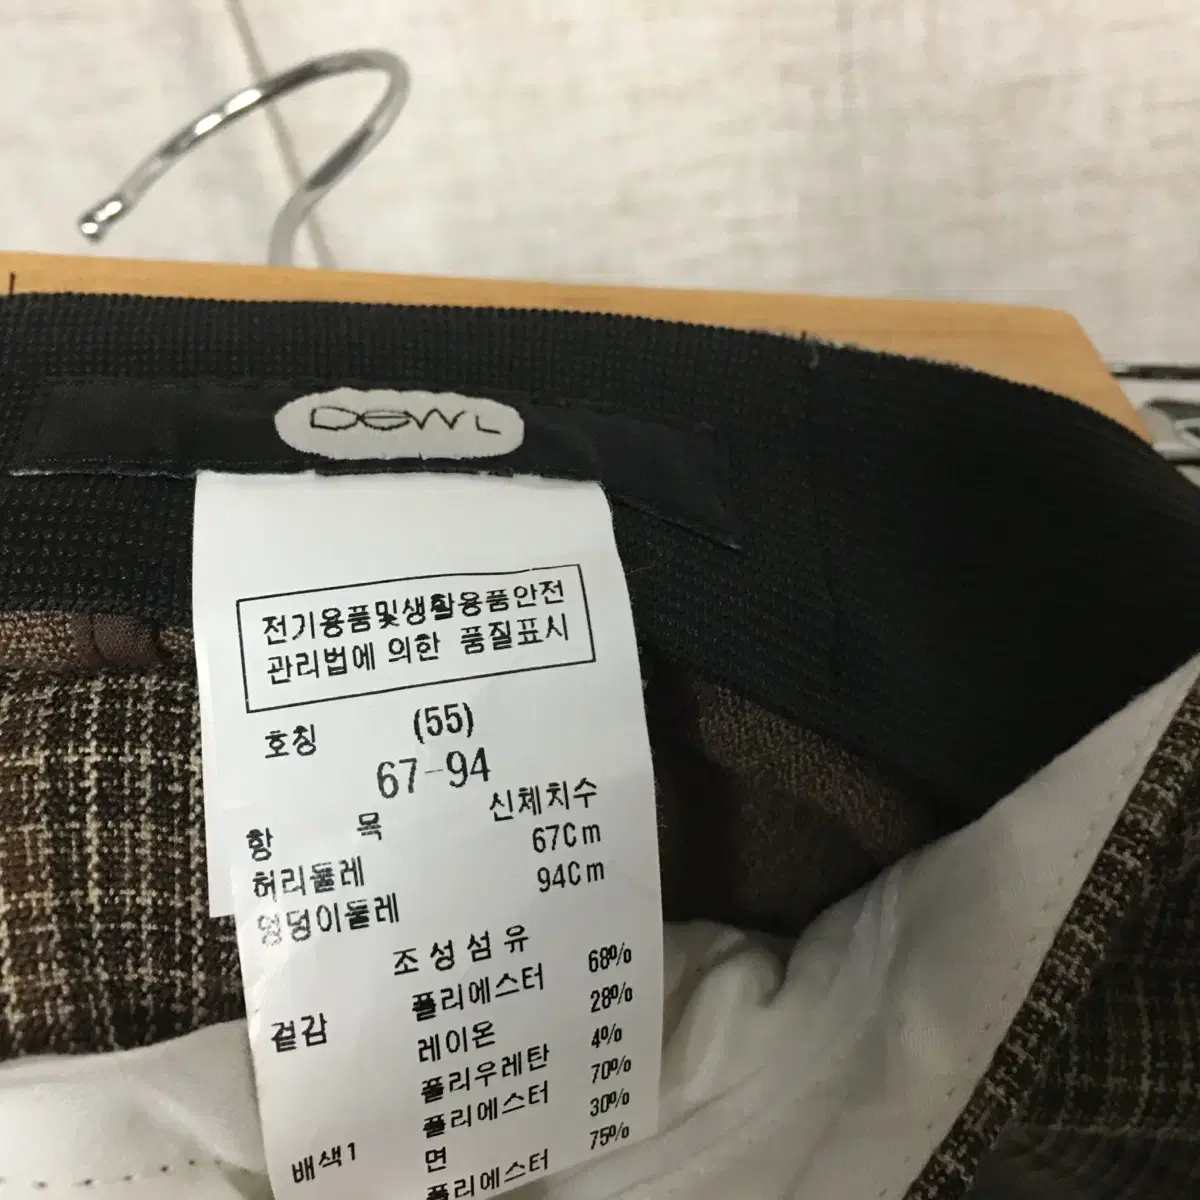 DEWL
전기용품및생활용품안전
관리법에 의한 품질표시
호칭 (55)
67-94
항 목 신체치수
허리둘레 67Cm
엉덩이둘레 94Cm
조성섬유
겉감 폴리에스터 68%
레이온 28%
폴리우레탄 4%
배색1 폴리에스터 70%
면 30%
폴리에스터 75%